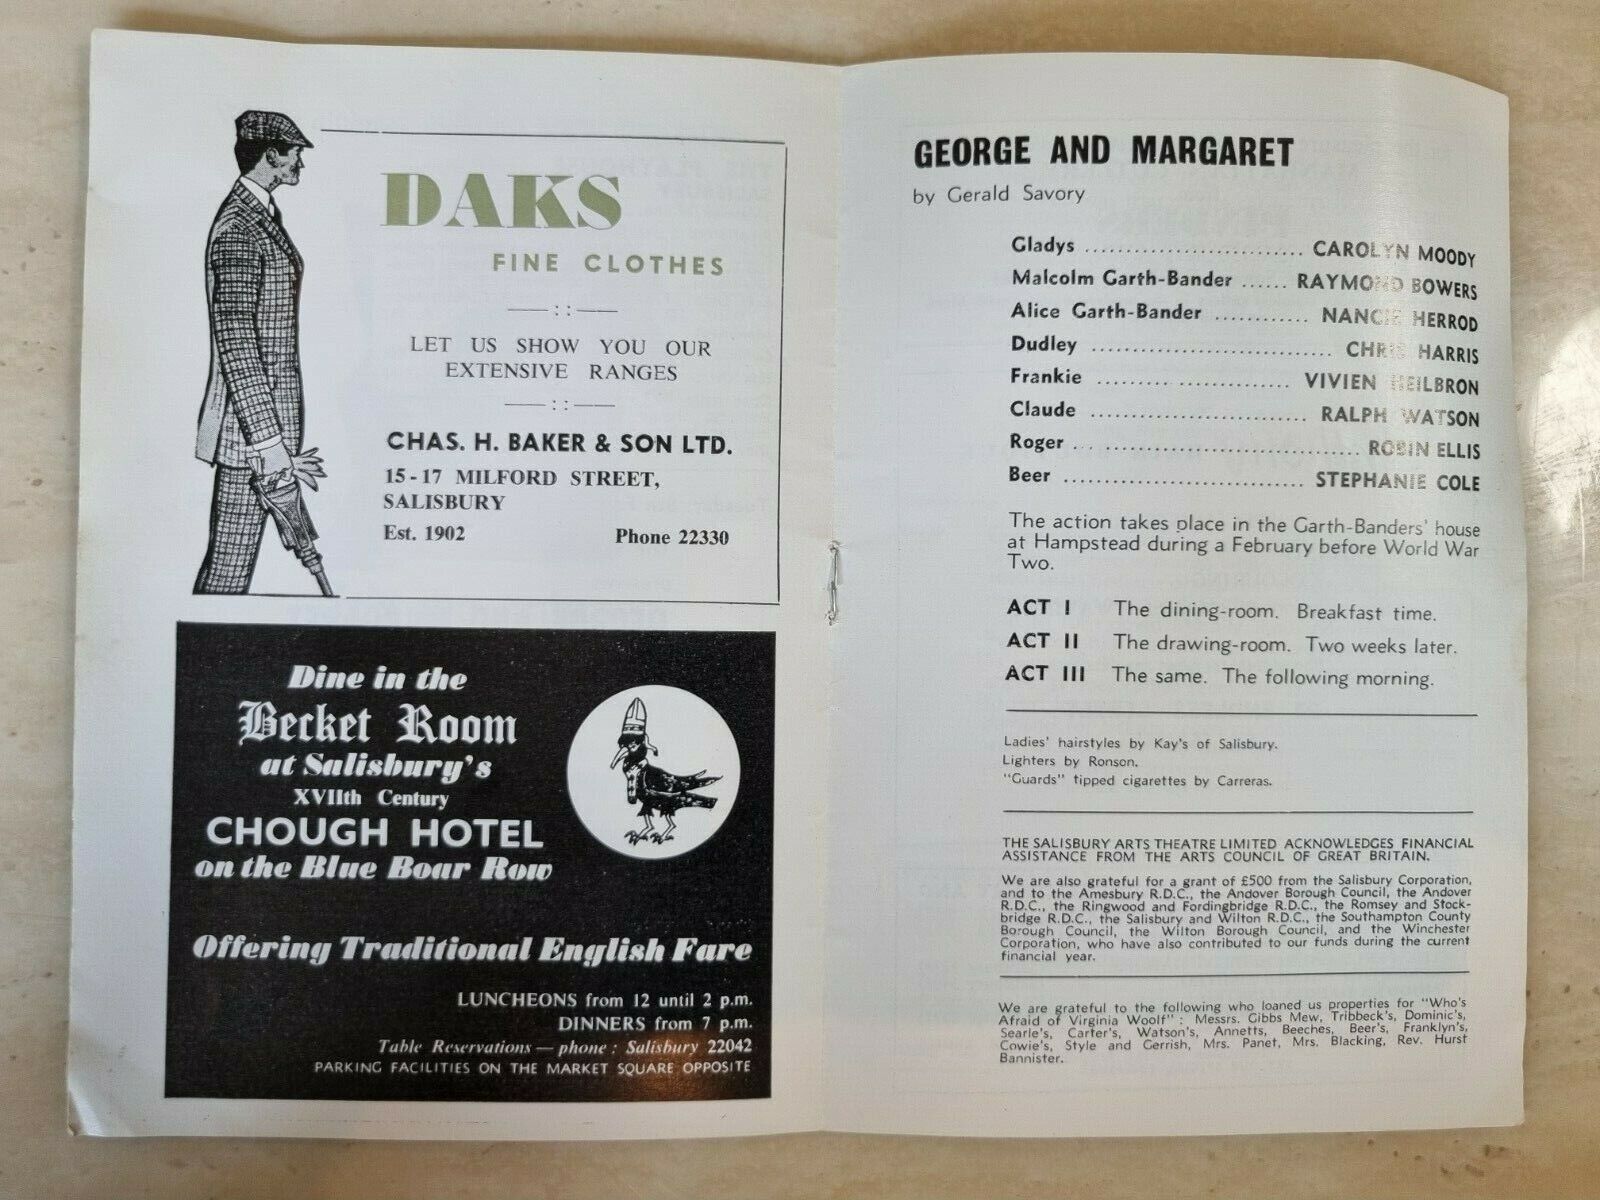 DAKS
FINE CLOTHES
LET US SHOW YOU OUR
EXTENSIVE RANGES
CHAS. H. BAKER & SON LTD.
15-17 MILFORD STREET,
SALISBURY
Est. 1902 Phone 22330
Dine in the
Becket Room
at Salisbury's
XVIIth Century
CHOUGH HOTEL
on the Blue Boar Row
Offering Traditional English Fare
LUNCHEONS from 12 until 2 p.m.
DINNERS from 7 p.m.
Table Reservations — phone : Salisbury 22042
PARKING FACILITIES ON THE MARKET SQUARE OPPOSITE
GEORGE AND MARGARET
by Gerald Savory
Gladys ............................ CAROLYN MOODY
Malcolm Garth-Bander ...... RAYMOND BOWERS
Alice Garth-Bander ............ NANCIE HERROD
Dudley ............................... CHRIS HARRIS
Frankie ......................... VIVIEN HEILBRON
Claude ............................ RALPH WATSON
Roger ..................................... ROBIN ELLIS
Beer ............................... STEPHANIE COLE
The action takes place in the Garth-Banders' house
at Hampstead during a February before World War
Two.
ACT I The dining-room. Breakfast time.
ACT II The drawing-room. Two weeks later.
ACT III The same. The following morning.
Ladies' hairstyles by Kay's of Salisbury.
Lighters by Ronson.
"Guards" tipped cigarettes by Carreras.
THE SALISBURY ARTS THEATRE LIMITED ACKNOWLEDGES FINANCIAL
ASSISTANCE FROM THE ARTS COUNCIL OF GREAT BRITAIN.
We are also grateful for a grant of £500 from the Salisbury Corporation,
and to the Amesbury R.D.C., the Andover Borough Council, the Andover
R.D.C., the Ringwood and Fordingbridge R.D.C., the Romsey and Stock-
bridge R.D.C., the Salisbury and Wilton R.D.C., the Southampton County
Borough Council, the Wilton Borough Council, and the Winchester
Corporation, who have also contributed to our funds during the current
financial year.
We are grateful to the following who loaned us properties for "Who's
Afraid of Virginia Woolf" : Messrs. Gibbs Mew, Tribbeck's, Dominic's,
Searle's, Carter's, Watson's, Annetts, Beeches, Beer's, Franklyn's,
Cowie's, Style and Gerrish, Mrs. Panet, Mrs. Blacking, Rev. Hurst
Bannister.